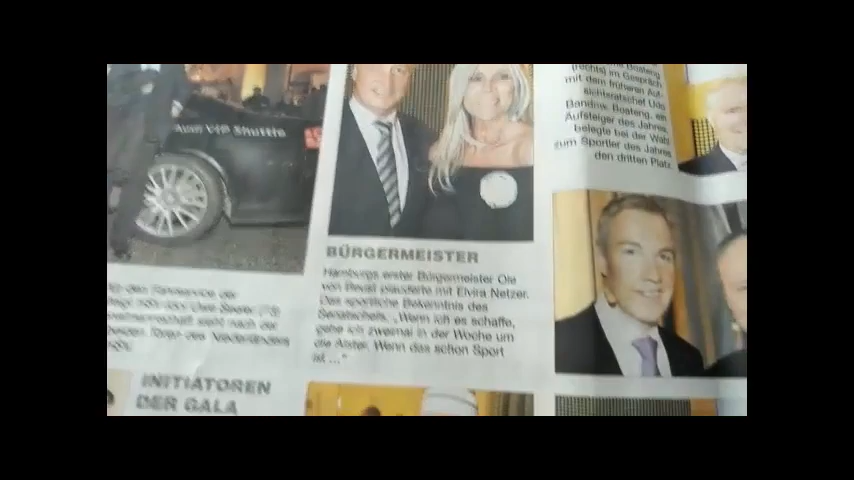 Audi VIP Shuttle
INITIATOREN
DER GALA
BÜRGERMEISTER
Hamburgs erster Bürgermeister Ole
von Beust plauderte mit Elvira Netzer.
Das sportliche Bekenntnis des
Senatschefs: „Wenn ich es schaffe,
gehe ich zweimal in der Woche um
die Alster. Wenn das schon Sport
ist ..."
Boateng
(rechts) im Gespräch
mit dem früheren Auf-
sichtsratschef Udo
Bandow. Boateng, ein
Aufsteiger des Jahres,
belegte bei der Wahl
zum Sportler des Jahres
den dritten Platz.